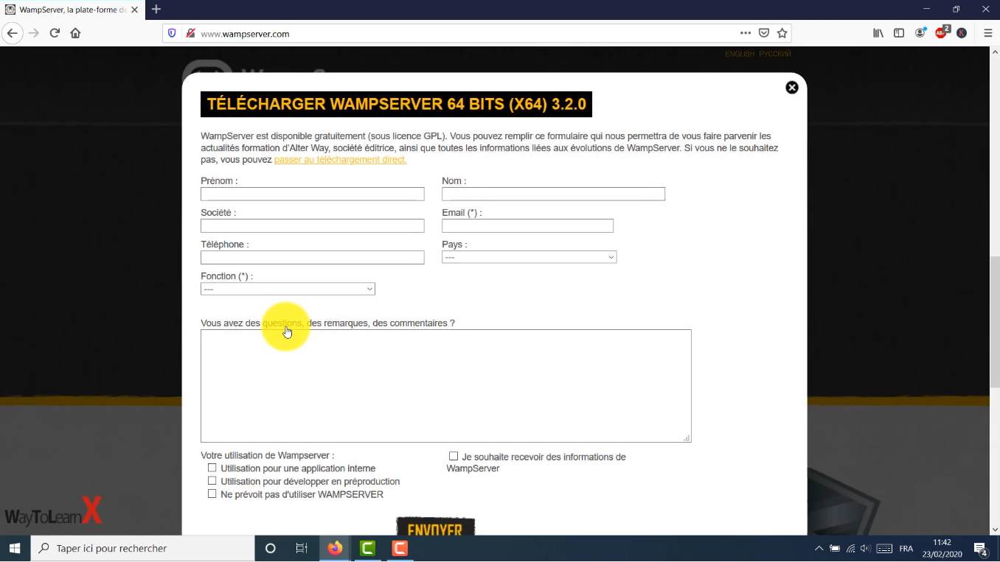 WampServer, la plate-forme de
www.wampserver.com
ABP
2
K
ENGLISH РУССКИЙ
TÉLÉCHARGER WAMPSERVER 64 BITS (X64) 3.2.0
WampServer est disponible gratuitement (sous licence GPL). Vous pouvez remplir ce formulaire qui nous permettra de vous faire parvenir les
actualités formation d'Alter Way, société éditrice, ainsi que toutes les informations liées aux évolutions de WampServer. Si vous ne le souhaitez
pas, vous pouvez passer au téléchargement direct.
Prénom :
Nom :
Société :
Email (*) :
Téléphone :
Pays :
---
Fonction (*) :
---
Vous avez des questions, des remarques, des commentaires ?
Votre utilisation de Wampserver :
Utilisation pour une application interne
Utilisation pour développer en préproduction
Ne prévoit pas d'utiliser WAMPSERVER
Je souhaite recevoir des informations de
WampServer
ENVOYER
WayToLearnX
Taper ici pour rechercher
FRA
11:42
23/02/2020
4